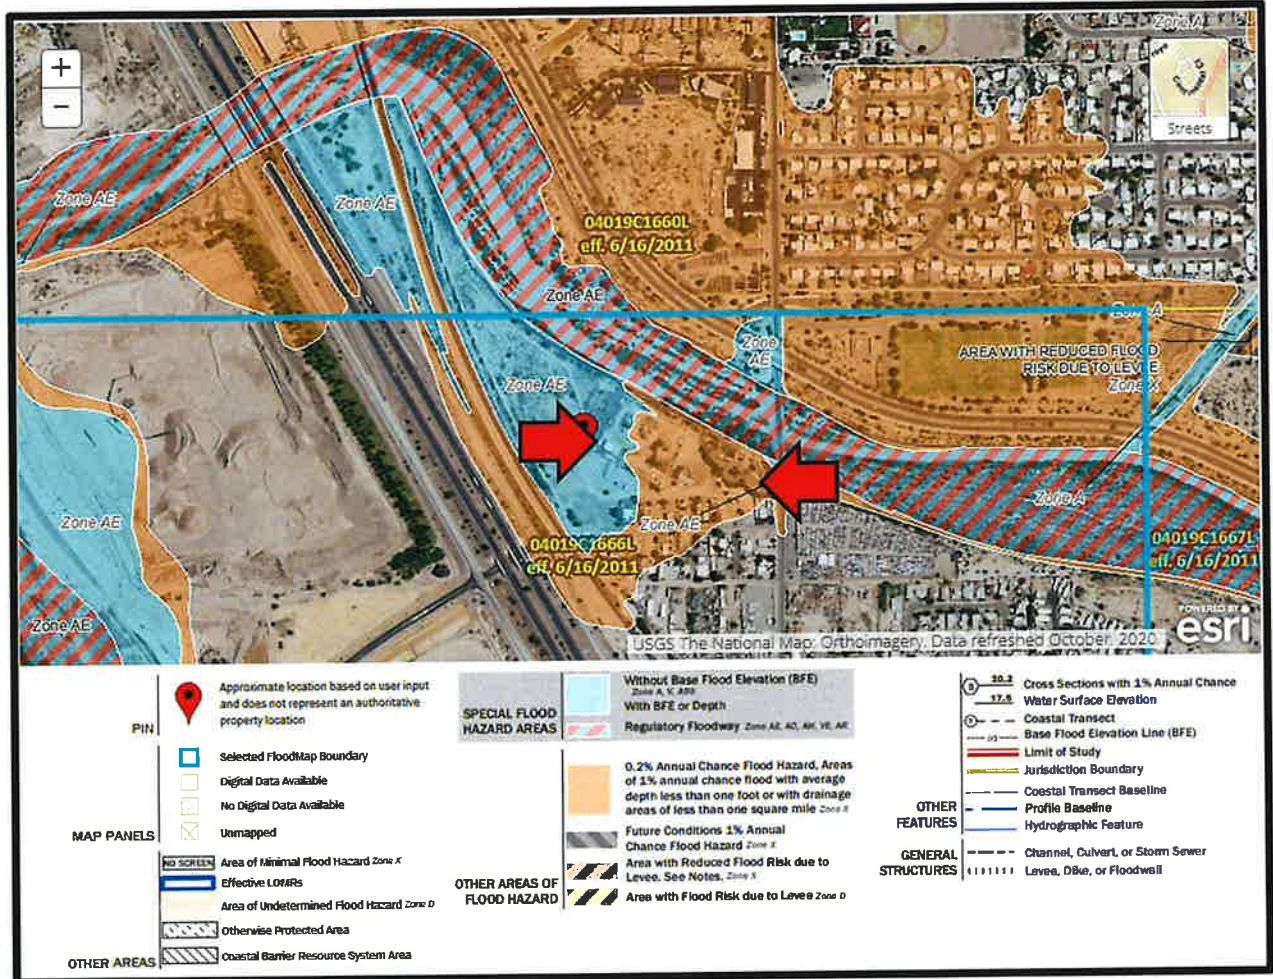 +
−
Zone A
Streets
Zone AE
Zone AE
04019C1660L
eff. 6/16/2011
Zone AE
Zone A
Zone
AE
AREA WITH REDUCED FLOOD
RISK DUE TO LEVEE
Zone X
Zone AE
Zone A
Zone AE
Zone AE
04019C1666L
eff. 6/16/2011
04019C1667L
eff. 6/16/2011
Zone AE
POWERED BY
esri
USGS The National Map: Orthoimagery. Data refreshed October, 2020
PIN
Approximate location based on user input
and does not represent an authoritative
property location
Selected FloodMap Boundary
Digital Data Available
No Digital Data Available
Unmapped
MAP PANELS
NO SCREEN Area of Minimal Flood Hazard Zone X
Effective LOMRs
Area of Undetermined Flood Hazard Zone D
Otherwise Protected Area
Coastal Barrier Resource System Area
OTHER AREAS
SPECIAL FLOOD
HAZARD AREAS
Without Base Flood Elevation (BFE)
Zone A, V, A99
With BFE or Depth
Regulatory Floodway Zone AE, AO, AH, VE, AR
0.2% Annual Chance Flood Hazard, Areas
of 1% annual chance flood with average
depth less than one foot or with drainage
areas of less than one square mile Zone X
Future Conditions 1% Annual
Chance Flood Hazard Zone X
Area with Reduced Flood Risk due to
Levee. See Notes. Zone X
Area with Flood Risk due to Levee Zone D
OTHER AREAS OF
FLOOD HAZARD
20.2 Cross Sections with 1% Annual Chance
17.5 Water Surface Elevation
Coastal Transect
Base Flood Elevation Line (BFE)
Limit of Study
Jurisdiction Boundary
Coastal Transect Baseline
Profile Baseline
Hydrographic Feature
OTHER
FEATURES
GENERAL
STRUCTURES
Channel, Culvert, or Storm Sewer
Levee, Dike, or Floodwall